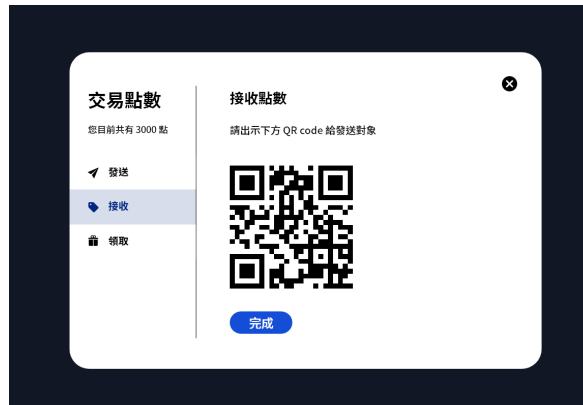 交易點數
您目前共有 3000 點
發送
接收
領取
接收點數
請出示下方 QR code 給發送對象
完成